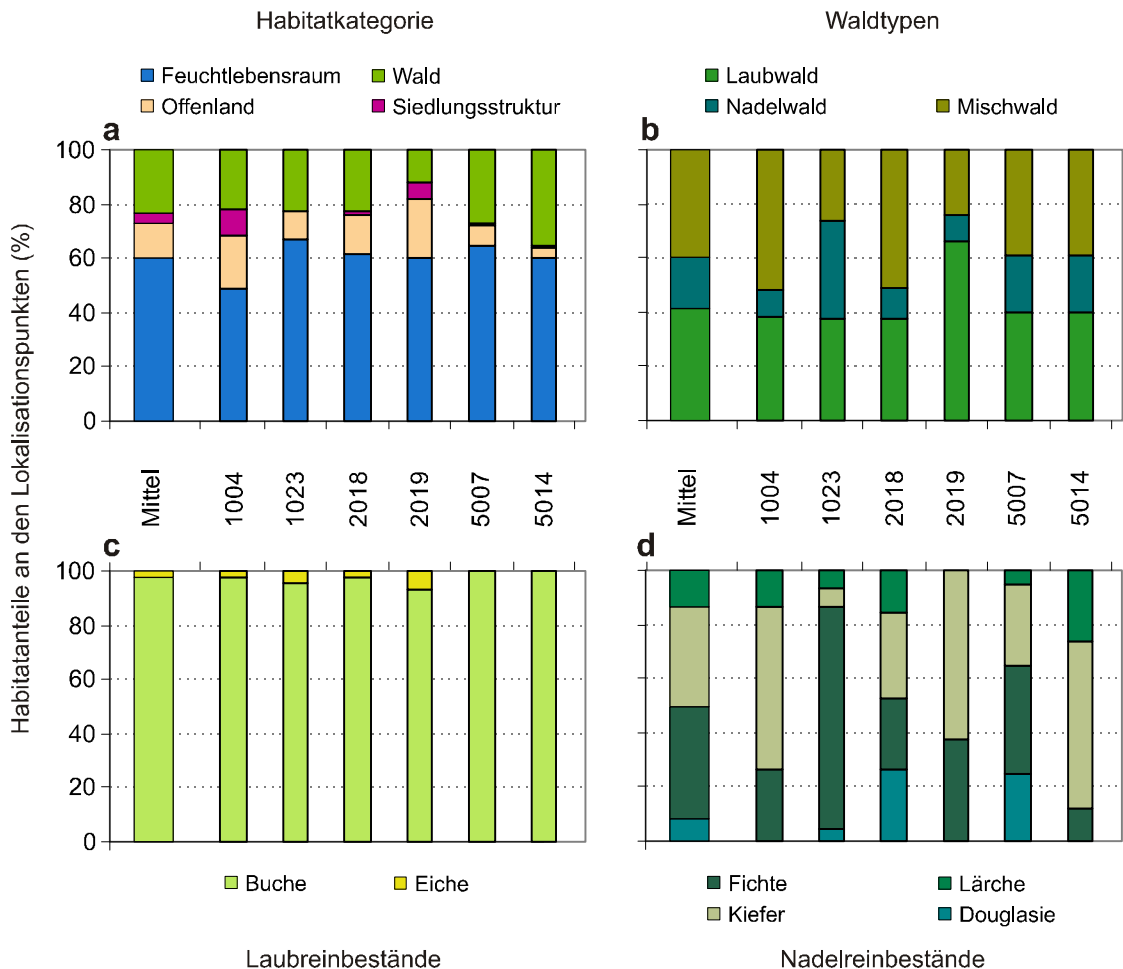 Habitatkategorie
Waldtypen
Feuchtlebensraum
Wald
Offenland
Siedlungsstruktur
Laubwald
Nadelwald
Mischwald
Habitatanteile an den Lokalisationspunkten (%)
a
100
80
60
40
20
0
b
Mittel
1004
1023
2018
2019
5007
5014
Mittel
1004
1023
2018
2019
5007
5014
c
100
80
60
40
20
0
d
Buche
Eiche
Fichte
Lärche
Kiefer
Douglasie
Laubreinbestände
Nadelreinbestände